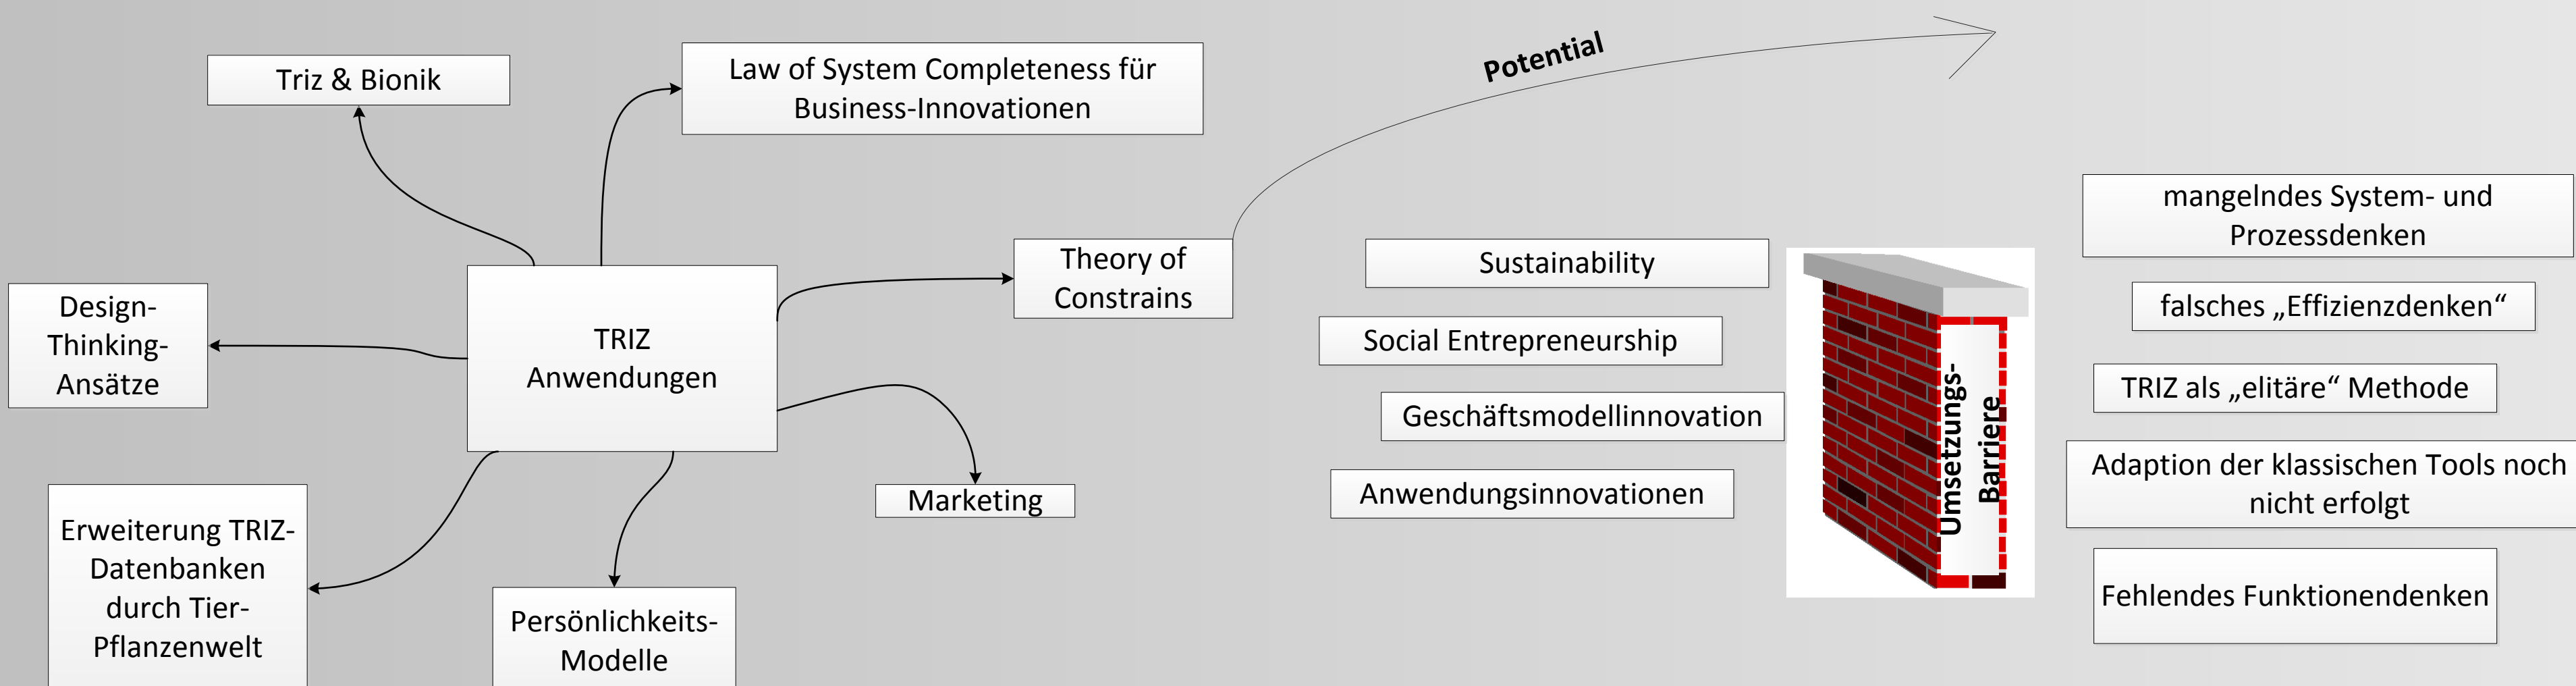 Triz & Bionik
Law of System Completeness für
Business-Innovationen
Potential
Design-
Thinking-
Ansätze
TRIZ
Anwendungen
Theory of
Constrains
Erweiterung TRIZ-
Datenbanken
durch Tier-
Pflanzenwelt
Persönlichkeits-
Modelle
Marketing
Sustainability
Social Entrepreneurship
Geschäftsmodellinnovation
Anwendungsinnovationen
Umsetzungs-
Barriere
mangelndes System- und
Prozessdenken
falsches „Effizienzdenken“
TRIZ als „elitäre“ Methode
Adaption der klassischen Tools noch
nicht erfolgt
Fehlendes Funktionendenken